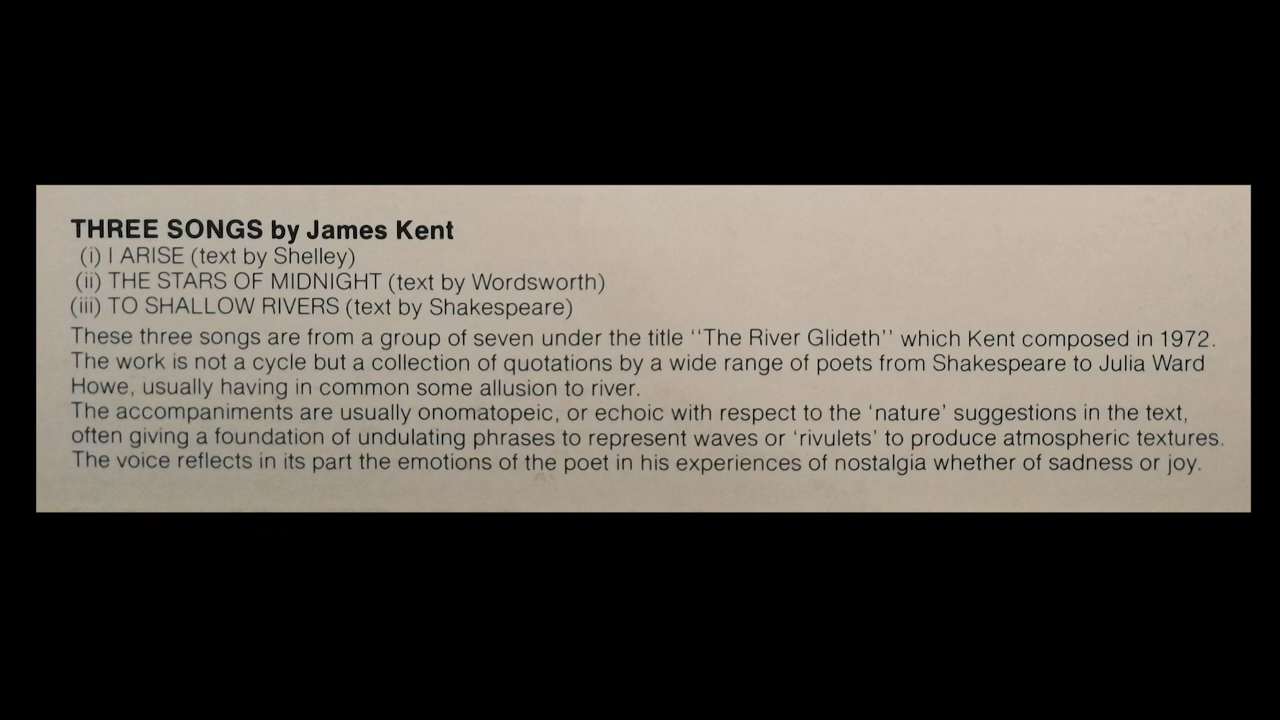 THREE SONGS by James Kent
(i) I ARISE (text by Shelley)
(ii) THE STARS OF MIDNIGHT (text by Wordsworth)
(iii) TO SHALLOW RIVERS (text by Shakespeare)
These three songs are from a group of seven under the title ''The River Glideth'' which Kent composed in 1972.
The work is not a cycle but a collection of quotations by a wide range of poets from Shakespeare to Julia Ward
Howe, usually having in common some allusion to river.
The accompaniments are usually onomatopeic, or echoic with respect to the 'nature' suggestions in the text,
often giving a foundation of undulating phrases to represent waves or 'rivulets' to produce atmospheric textures.
The voice reflects in its part the emotions of the poet in his experiences of nostalgia whether of sadness or joy.